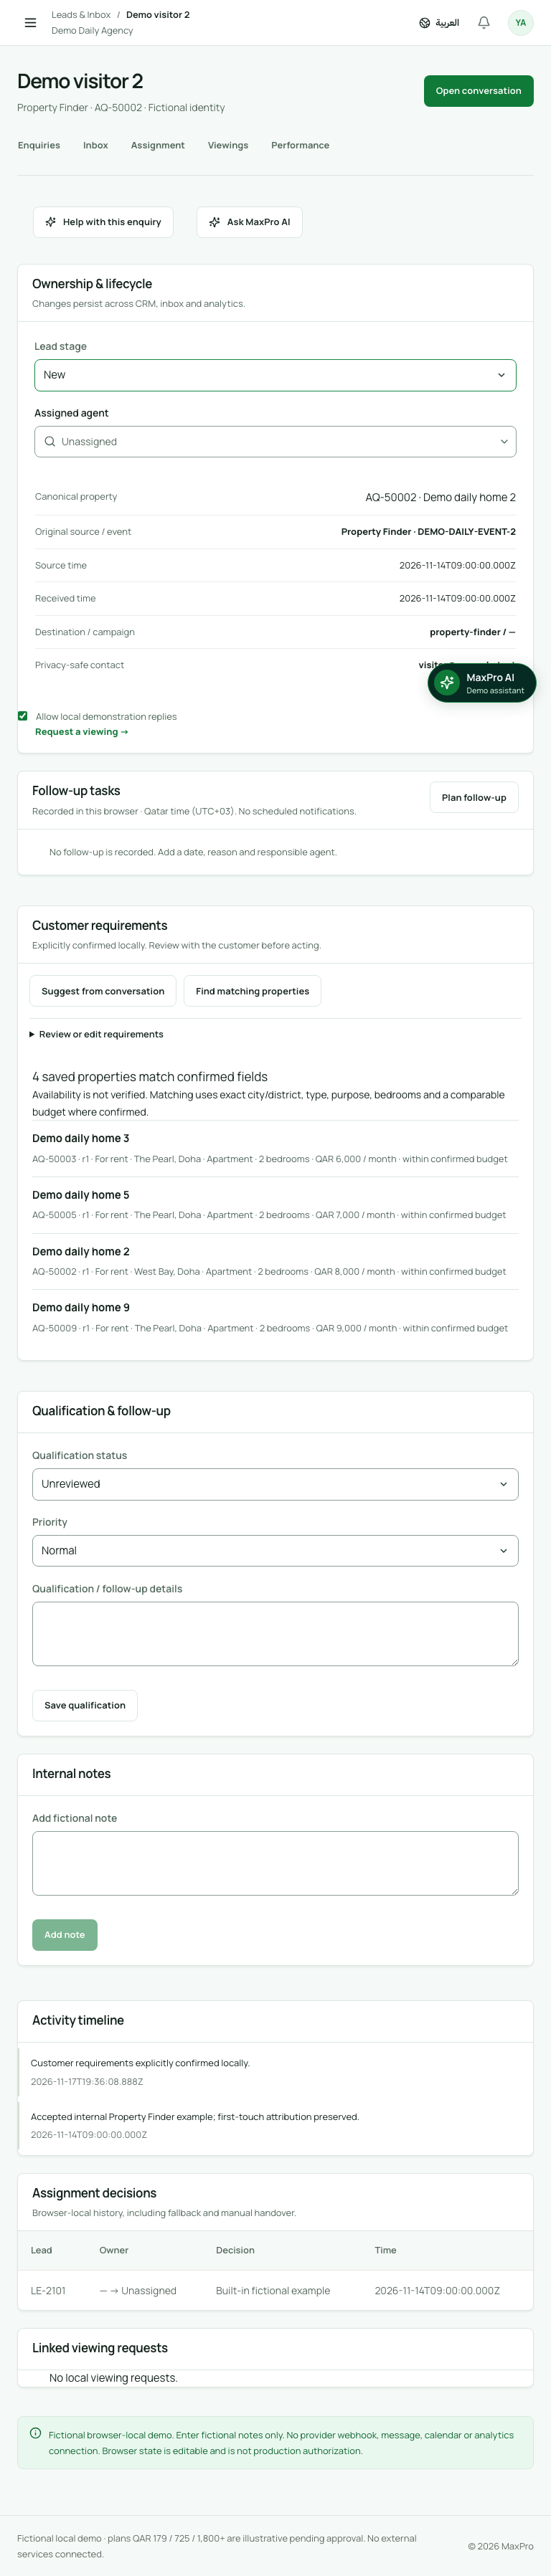 Leads & Inbox / Demo visitor 2
Demo Daily Agency
العربية
YA
Demo visitor 2
Property Finder · AQ-50002 · Fictional identity
Open conversation
Enquiries Inbox Assignment Viewings Performance
Help with this enquiry
Ask MaxPro AI
Ownership & lifecycle
Changes persist across CRM, inbox and analytics.
Lead stage
New
Assigned agent
Unassigned
Canonical property AQ-50002 · Demo daily home 2
Original source / event Property Finder · DEMO-DAILY-EVENT-2
Source time 2026-11-14T09:00:00.000Z
Received time 2026-11-14T09:00:00.000Z
Destination / campaign property-finder / —
Privacy-safe contact
MaxPro AI
Demo assistant
Allow local demonstration replies
Request a viewing →
Follow-up tasks
Recorded in this browser · Qatar time (UTC+03). No scheduled notifications.
Plan follow-up
No follow-up is recorded. Add a date, reason and responsible agent.
Customer requirements
Explicitly confirmed locally. Review with the customer before acting.
Suggest from conversation
Find matching properties
Review or edit requirements
4 saved properties match confirmed fields
Availability is not verified. Matching uses exact city/district, type, purpose, bedrooms and a comparable
budget where confirmed.
Demo daily home 3
AQ-50003 · r1 · For rent · The Pearl, Doha · Apartment · 2 bedrooms · QAR 6,000 / month · within confirmed budget
Demo daily home 5
AQ-50005 · r1 · For rent · The Pearl, Doha · Apartment · 2 bedrooms · QAR 7,000 / month · within confirmed budget
Demo daily home 2
AQ-50002 · r1 · For rent · West Bay, Doha · Apartment · 2 bedrooms · QAR 8,000 / month · within confirmed budget
Demo daily home 9
AQ-50009 · r1 · For rent · The Pearl, Doha · Apartment · 2 bedrooms · QAR 9,000 / month · within confirmed budget
Qualification & follow-up
Qualification status
Unreviewed
Priority
Normal
Qualification / follow-up details
Save qualification
Internal notes
Add fictional note
Add note
Activity timeline
Customer requirements explicitly confirmed locally.
2026-11-17T19:36:08.888Z
Accepted internal Property Finder example; first-touch attribution preserved.
2026-11-14T09:00:00.000Z
Assignment decisions
Browser-local history, including fallback and manual handover.
Lead Owner Decision Time
LE-2101 — → Unassigned Built-in fictional example 2026-11-14T09:00:00.000Z
Linked viewing requests
No local viewing requests.
Fictional browser-local demo. Enter fictional notes only. No provider webhook, message, calendar or analytics
connection. Browser state is editable and is not production authorization.
Fictional local demo · plans QAR 179 / 725 / 1,800+ are illustrative pending approval. No external
services connected.
© 2026 MaxPro